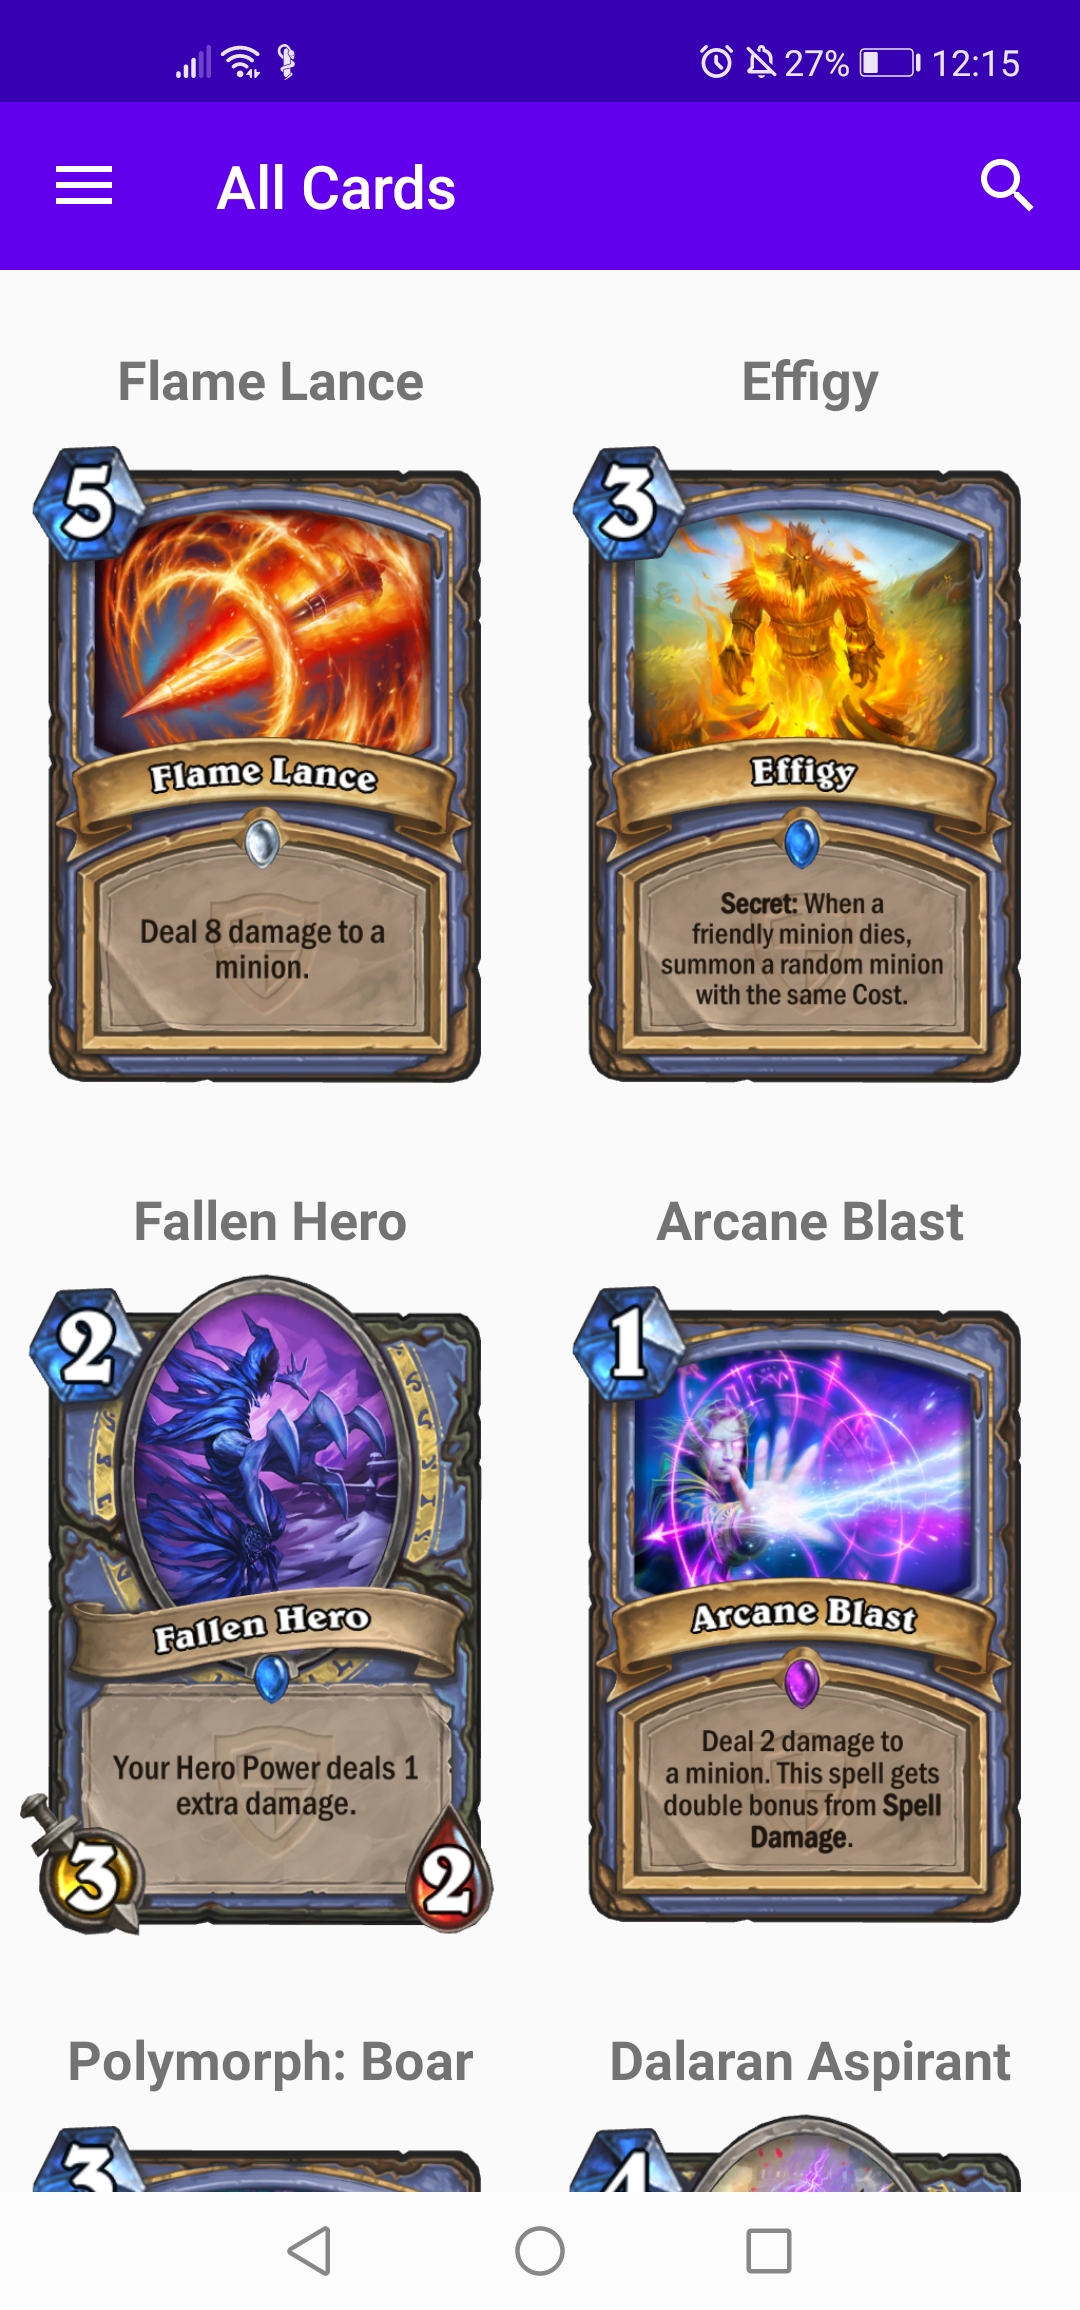 27% 12:15
All Cards
Flame Lance
Effigy
5
3
Flame Lance
Effigy
Deal 8 damage to a
minion.
Secret: When a
friendly minion dies,
summon a random minion
with the same Cost.
Fallen Hero
Arcane Blast
2
1
Fallen Hero
Arcane Blast
Your Hero Power deals 1
extra damage.
3
2
Deal 2 damage to
a minion. This spell gets
double bonus from Spell
Damage.
Polymorph: Boar
Dalaran Aspirant
3
4